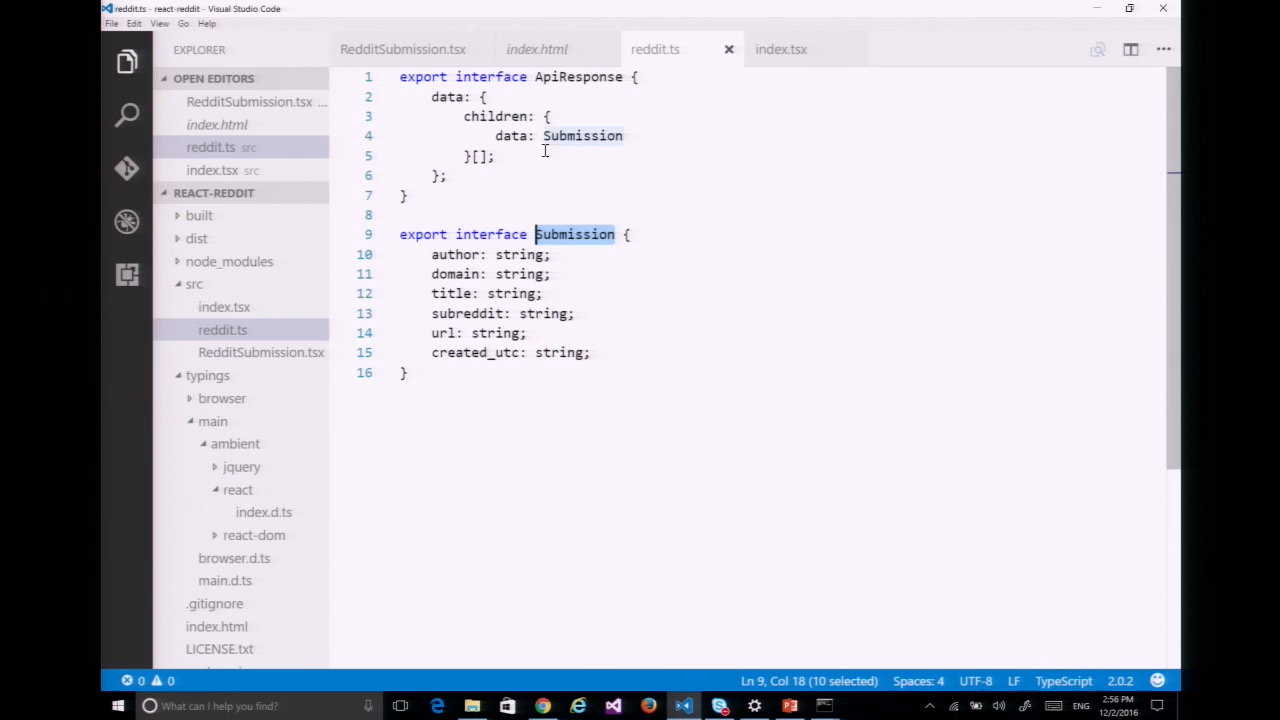 reddit.ts - react-reddit - Visual Studio Code
File Edit View Go Help
EXPLORER
RedditSubmission.tsx index.html reddit.ts index.tsx
OPEN EDITORS
RedditSubmission.tsx ...
index.html
reddit.ts src
index.tsx src
REACT-REDDIT
built
dist
node_modules
src
index.tsx
reddit.ts
RedditSubmission.tsx
typings
browser
main
ambient
jquery
react
index.d.ts
react-dom
browser.d.ts
main.d.ts
.gitignore
index.html
LICENSE.txt
1 export interface ApiResponse {
2 data: {
3 children: {
4 data: Submission
5 }[];
6 };
7 }
8
9 export interface Submission {
10 author: string;
11 domain: string;
12 title: string;
13 subreddit: string;
14 url: string;
15 created_utc: string;
16 }
0 0 Ln 9, Col 18 (10 selected) Spaces: 4 UTF-8 LF TypeScript 2.0.2
What can I help you find? ENG 2:56 PM
12/2/2016